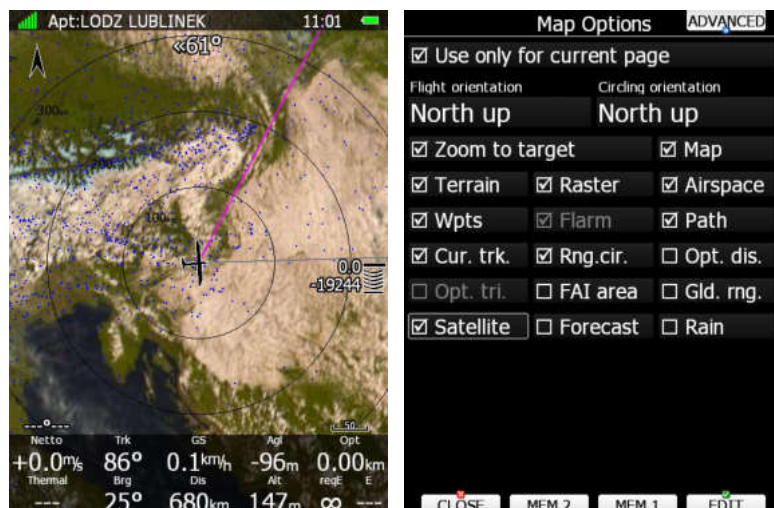 Apt:LODZ LUBLINEK 11:01
«61°
300km
100km
0.0
-19244
50
---°---
Netto Trk GS Agl Opt
+0.0m/s 86° 0.1km/h -96m 0.00km
Thermal Brg Dis Alt reqE E
--- 25° 680km 147m ∞ ---
Map Options ADVANCED
Use only for current page
Flight orientation Circling orientation
North up North up
Zoom to target Map
Terrain Raster Airspace
Wpts Flarm Path
Cur. trk. Rng.cir. Opt. dis.
Opt. tri. FAI area Gld. rng.
Satellite Forecast Rain
CLOSE MEM 2 MEM 1 EDIT